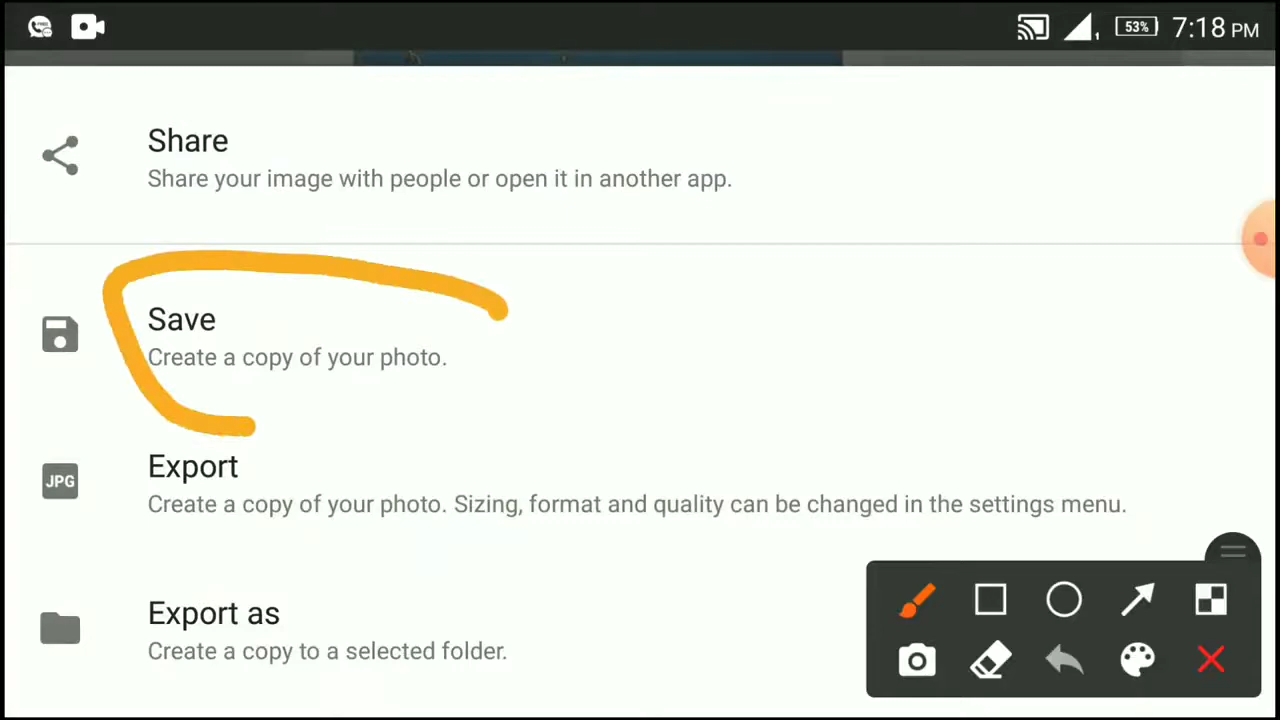 53% 7:18 PM
Share
Share your image with people or open it in another app.
Save
Create a copy of your photo.
JPG
Export
Create a copy of your photo. Sizing, format and quality can be changed in the settings menu.
Export as
Create a copy to a selected folder.